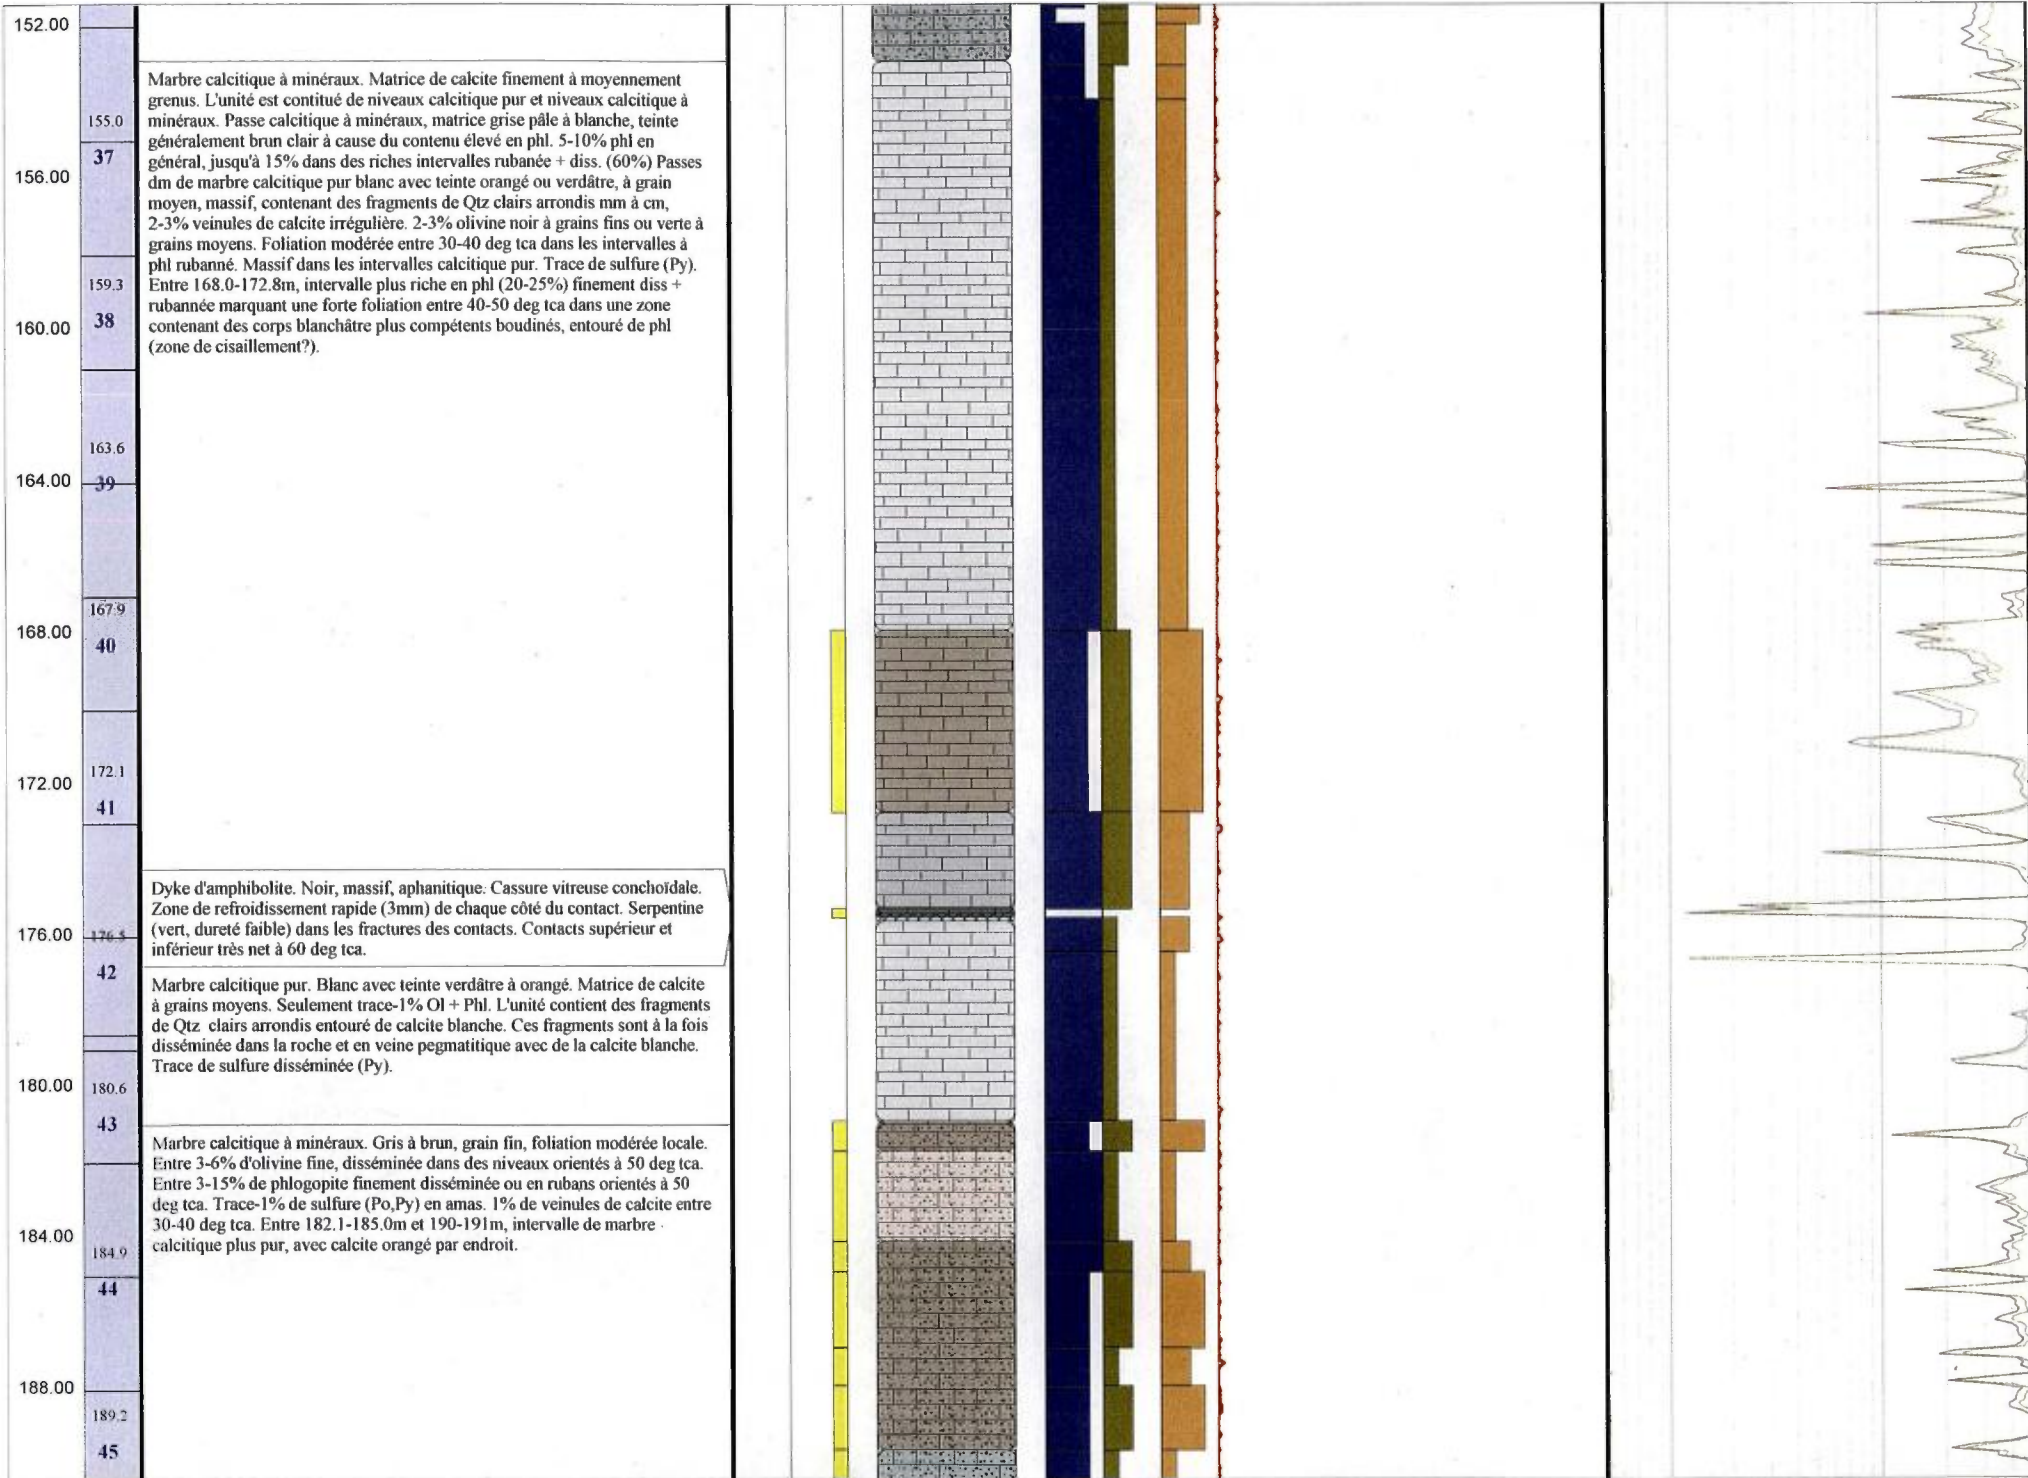 152.00
Marbre calcitique à minéraux. Matrice de calcite finement à moyennement
grenus. L'unité est contitué de niveaux calcitique pur et niveaux calcitique à
minéraux. Passe calcitique à minéraux, matrice grise pâle à blanche, teinte
généralement brun clair à cause du contenu élevé en phl. 5-10% phl en
général, jusqu'à 15% dans des riches intervalles rubanée + diss. (60%) Passes
dm de marbre calcitique pur blanc avec teinte orangé ou verdâtre, à grain
moyen, massif, contenant des fragments de Qtz clairs arrondis mm à cm,
2-3% veinules de calcite irrégulière. 2-3% olivine noir à grains fins ou verte à
grains moyens. Foliation modérée entre 30-40 deg tca dans les intervalles à
phl rubanné. Massif dans les intervalles calcitique pur. Trace de sulfure (Py).
Entre 168.0-172.8m, intervalle plus riche en phl (20-25%) finement diss +
rubannée marquant une forte foliation entre 40-50 deg tca dans une zone
contenant des corps blanchâtre plus compétents boudinés, entouré de phl
(zone de cisaillement?).
155.0
37
156.00
159.3
38
160.00
163.6
164.00
39
167.9
168.00
40
172.1
172.00
41
Dyke d'amphibolite. Noir, massif, aphanitique. Cassure vitreuse conchoïdale.
Zone de refroidissement rapide (3mm) de chaque côté du contact. Serpentine
(vert, dureté faible) dans les fractures des contacts. Contacts supérieur et
inférieur très net à 60 deg tca.
176.00
176.5
42
Marbre calcitique pur. Blanc avec teinte verdâtre à orangé. Matrice de calcite
à grains moyens. Seulement trace-1% Ol + Phl. L'unité contient des fragments
de Qtz clairs arrondis entouré de calcite blanche. Ces fragments sont à la fois
disséminée dans la roche et en veine pegmatitique avec de la calcite blanche.
Trace de sulfure disséminée (Py).
180.00
180.6
43
Marbre calcitique à minéraux. Gris à brun, grain fin, foliation modérée locale.
Entre 3-6% d'olivine fine, disséminée dans des niveaux orientés à 50 deg tca.
Entre 3-15% de phlogopite finement disséminée ou en rubans orientés à 50
deg tca. Trace-1% de sulfure (Po,Py) en amas. 1% de veinules de calcite entre
30-40 deg tca. Entre 182.1-185.0m et 190-191m, intervalle de marbre
calcitique plus pur, avec calcite orangé par endroit.
184.00
184.9
44
188.00
189.2
45